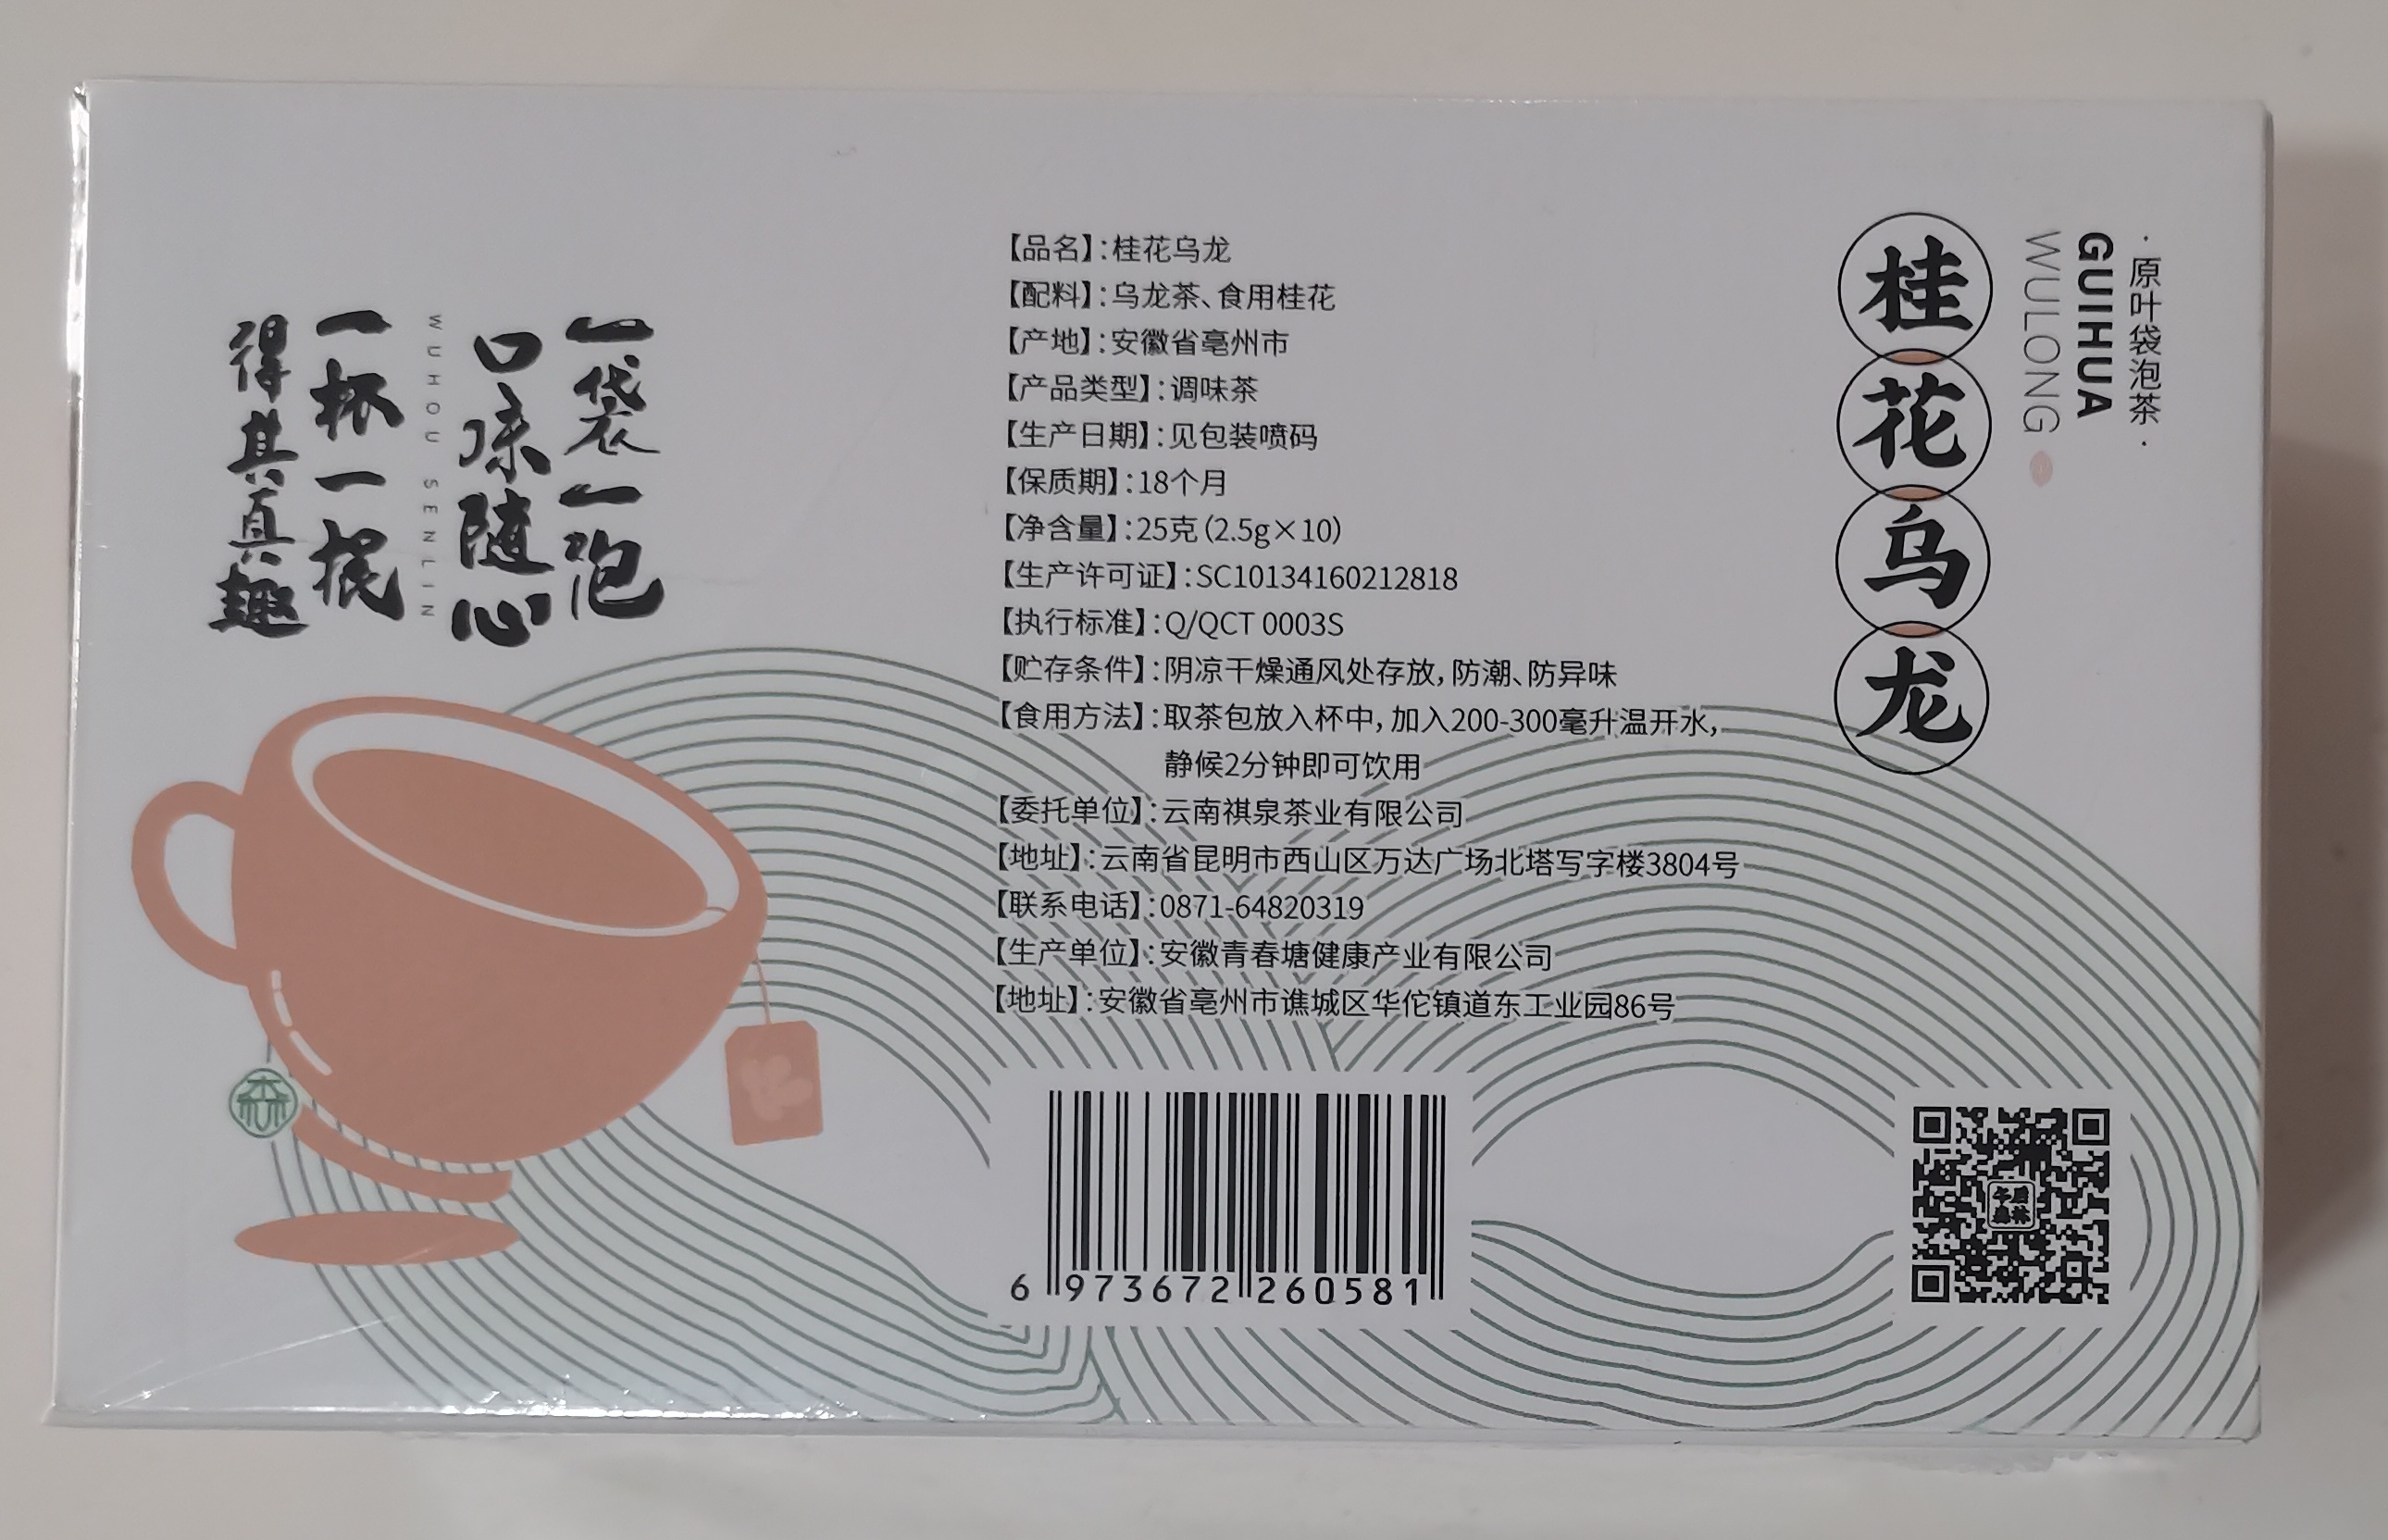 一袋一泡
口味随心
WUHOU SENLIN
一杯一抿
得其真趣
【品名】:桂花乌龙
【配料】:乌龙茶、食用桂花
【产地】:安徽省亳州市
【产品类型】:调味茶
【生产日期】:见包装喷码
【保质期】:18个月
【净含量】:25克(2.5g×10)
【生产许可证】:SC10134160212818
【执行标准】:Q/QCT 0003S
【贮存条件】:阴凉干燥通风处存放,防潮、防异味
【食用方法】:取茶包放入杯中,加入200-300毫升温开水,
静候2分钟即可饮用
【委托单位】:云南祺泉茶业有限公司
【地址】:云南省昆明市西山区万达广场北塔写字楼3804号
【联系电话】:0871-64820319
【生产单位】:安徽青春塘健康产业有限公司
【地址】:安徽省亳州市谯城区华佗镇道东工业园86号
6 973672 260581
·原叶袋泡茶·
GUIHUA
WULONG
桂花乌龙
午后
森林